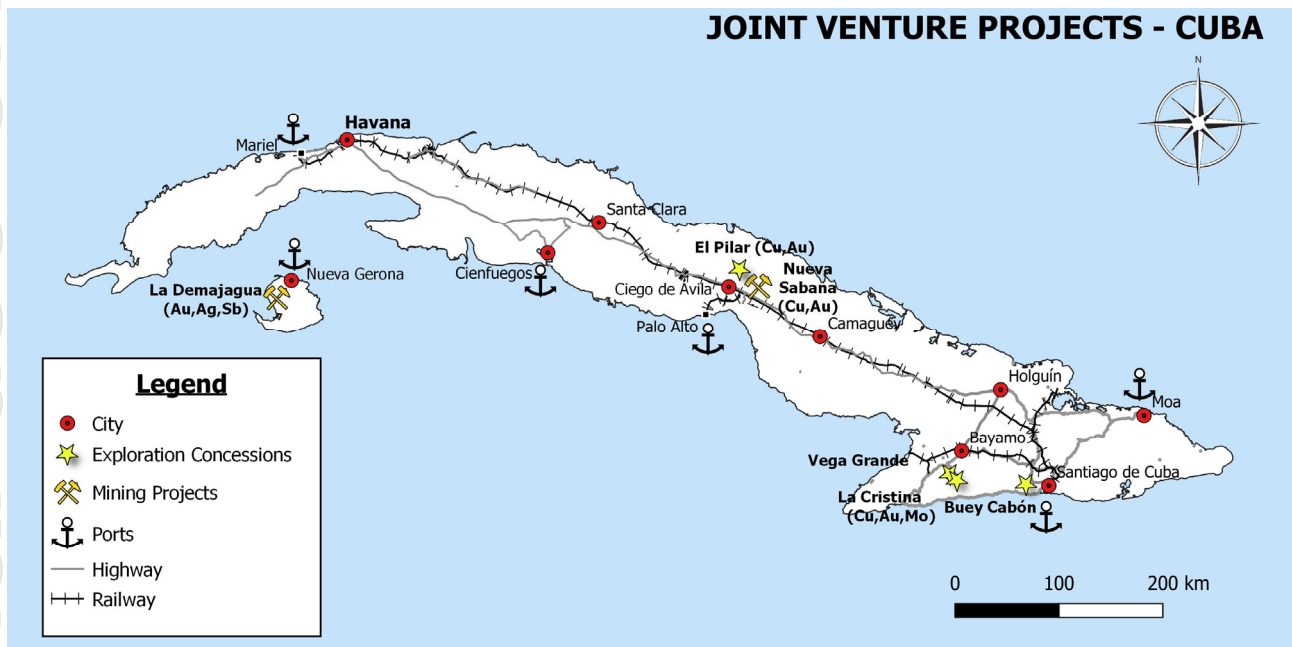 JOINT VENTURE PROJECTS - CUBA
N
Havana
Mariel
Santa Clara
El Pilar (Cu,Au)
Nueva
Sabana
(Cu,Au)
Nueva Gerona
Cienfuegos
La Demajagua
(Au,Ag,Sb)
Ciego de Ávila
Palo Alto
Camaguey
Holguín
Moa
Bayamo
Vega Grande
Santiago de Cuba
La Cristina
(Cu,Au,Mo)
Buey Cabón
Legend
City
Exploration Concessions
Mining Projects
Ports
Highway
Railway
0 100 200 km